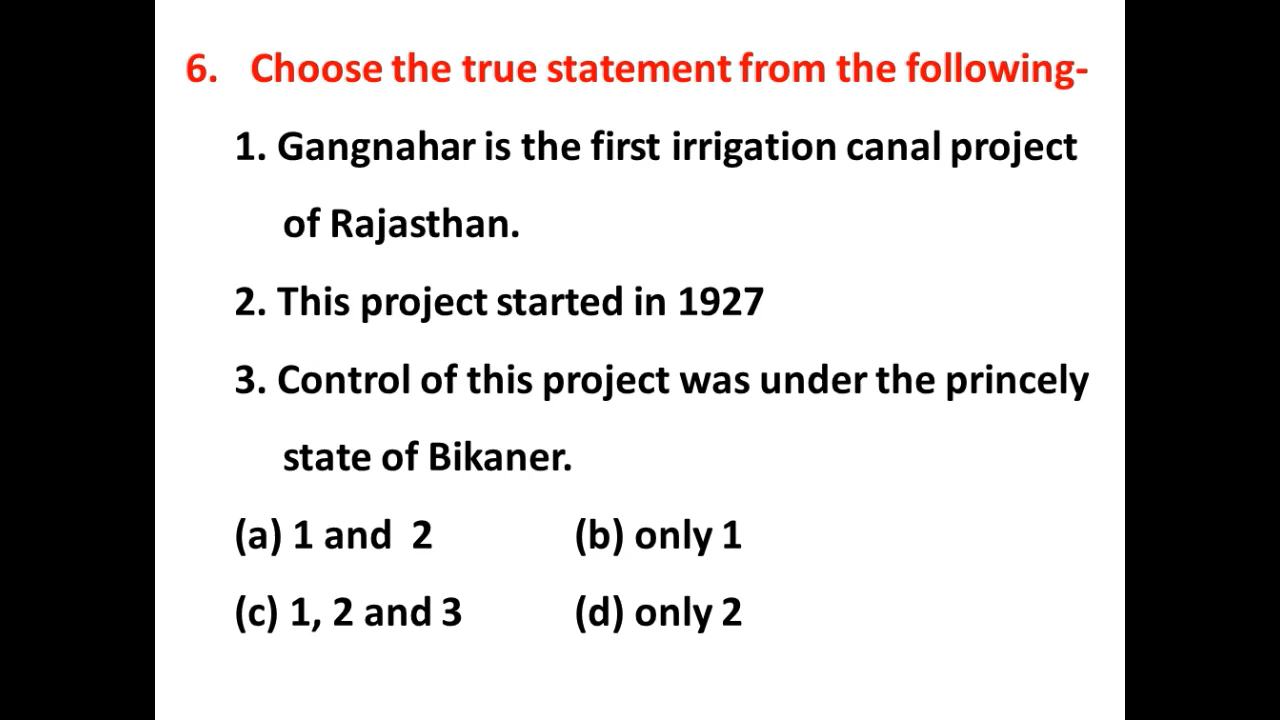 6. Choose the true statement from the following-
1. Gangnahar is the first irrigation canal project
of Rajasthan.
2. This project started in 1927
3. Control of this project was under the princely
state of Bikaner.
(a) 1 and 2 (b) only 1
(c) 1, 2 and 3 (d) only 2